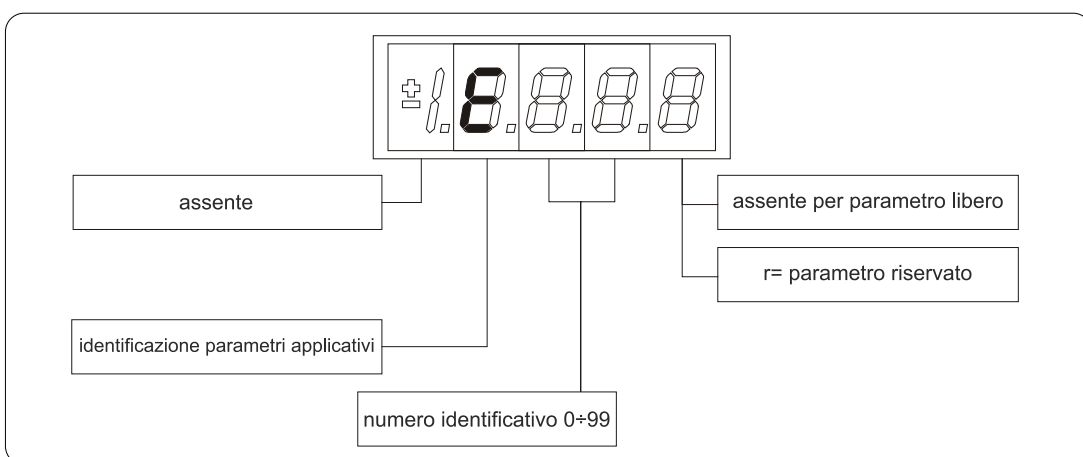 ±1.E.8.8.8
assente
assente per parametro libero
r= parametro riservato
identificazione parametri applicativi
numero identificativo 0÷99